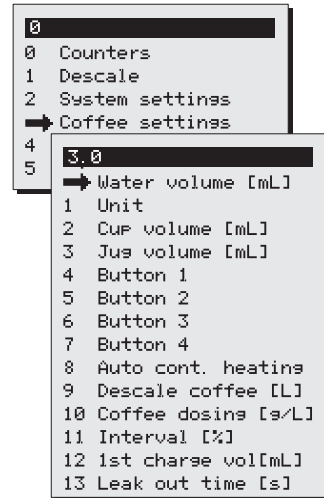 0
0 Counters
1 Descale
2 System settings
Coffee settings
4
5
3.0
Water volume [mL]
1 Unit
2 Cup volume [mL]
3 Jug volume [mL]
4 Button 1
5 Button 2
6 Button 3
7 Button 4
8 Auto cont. heating
9 Descale coffee [L]
10 Coffee dosing [g/L]
11 Interval [%]
12 1st charge vol[mL]
13 Leak out time [s]